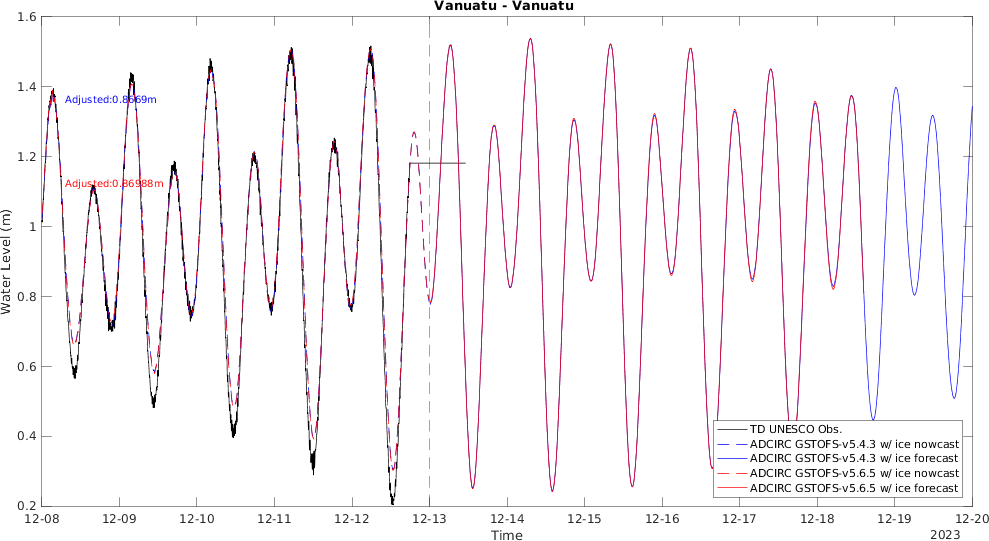 Vanuatu - Vanuatu
1.6
1.4
1.2
1
0.8
0.6
0.4
0.2
Water Level (m)
Adjusted:0.8669m
Adjusted:0.86988m
TD UNESCO Obs.
ADCIRC GSTOFS-v5.4.3 w/ ice nowcast
ADCIRC GSTOFS-v5.4.3 w/ ice forecast
ADCIRC GSTOFS-v5.6.5 w/ ice nowcast
ADCIRC GSTOFS-v5.6.5 w/ ice forecast
12-08 12-09 12-10 12-11 12-12 12-13 12-14 12-15 12-16 12-17 12-18 12-19 12-20
Time
2023